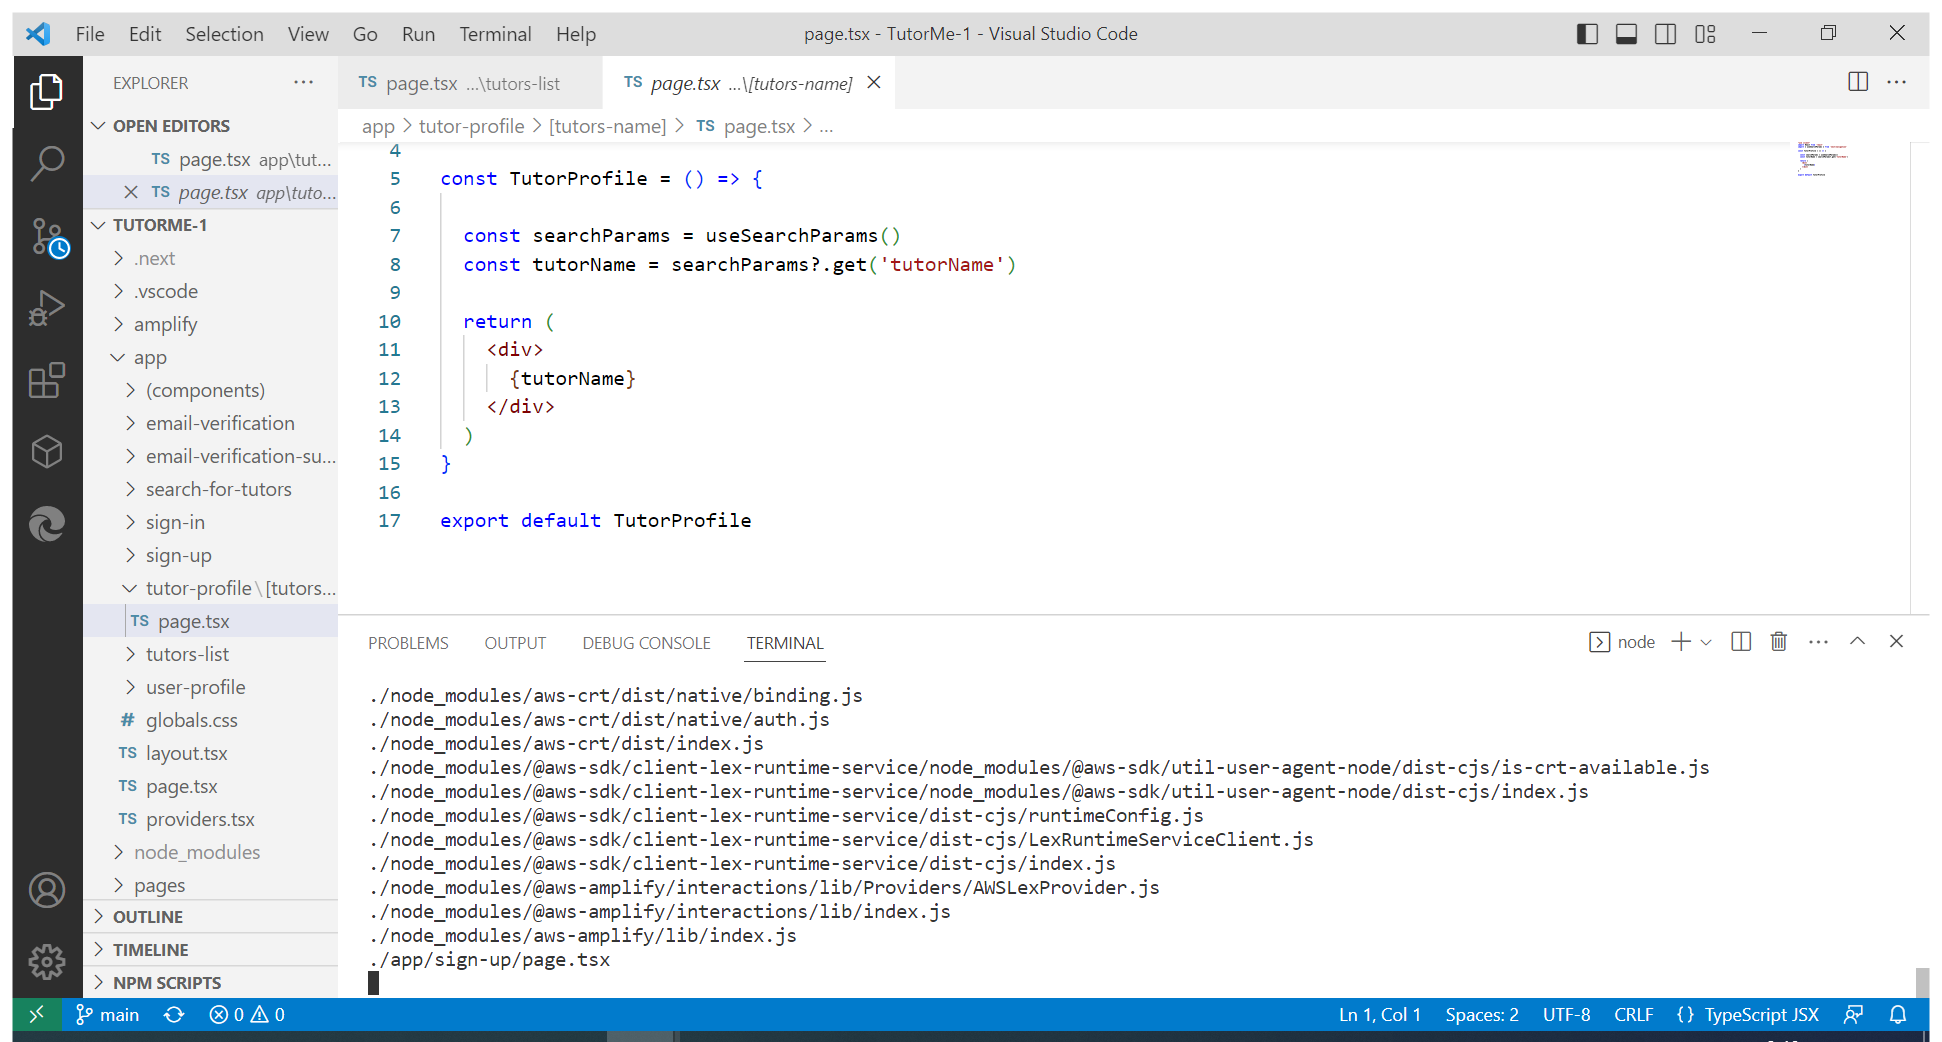 File Edit Selection View Go Run Terminal Help page.tsx - TutorMe-1 - Visual Studio Code
EXPLORER ...
TS page.tsx ...\tutors-list
TS page.tsx ...\[tutors-name]
OPEN EDITORS
TS page.tsx app\tut...
TS page.tsx app\tuto...
TUTORME-1
.next
.vscode
amplify
app
(components)
email-verification
email-verification-su...
search-for-tutors
sign-in
sign-up
tutor-profile\[tutors...
TS page.tsx
tutors-list
user-profile
# globals.css
TS layout.tsx
TS page.tsx
TS providers.tsx
node_modules
pages
OUTLINE
TIMELINE
NPM SCRIPTS
app > tutor-profile > [tutors-name] > TS page.tsx > ...
4
5 const TutorProfile = () => {
6
7 const searchParams = useSearchParams()
8 const tutorName = searchParams?.get('tutorName')
9
10 return (
11 <div>
12 {tutorName}
13 </div>
14 )
15 }
16
17 export default TutorProfile
PROBLEMS OUTPUT DEBUG CONSOLE TERMINAL node
./node_modules/aws-crt/dist/native/binding.js
./node_modules/aws-crt/dist/native/auth.js
./node_modules/aws-crt/dist/index.js
./node_modules/@aws-sdk/client-lex-runtime-service/node_modules/@aws-sdk/util-user-agent-node/dist-cjs/is-crt-available.js
./node_modules/@aws-sdk/client-lex-runtime-service/node_modules/@aws-sdk/util-user-agent-node/dist-cjs/index.js
./node_modules/@aws-sdk/client-lex-runtime-service/dist-cjs/runtimeConfig.js
./node_modules/@aws-sdk/client-lex-runtime-service/dist-cjs/LexRuntimeServiceClient.js
./node_modules/@aws-sdk/client-lex-runtime-service/dist-cjs/index.js
./node_modules/@aws-amplify/interactions/lib/Providers/AWSLexProvider.js
./node_modules/@aws-amplify/interactions/lib/index.js
./node_modules/aws-amplify/lib/index.js
./app/sign-up/page.tsx
main 0 0 Ln 1, Col 1 Spaces: 2 UTF-8 CRLF {} TypeScript JSX